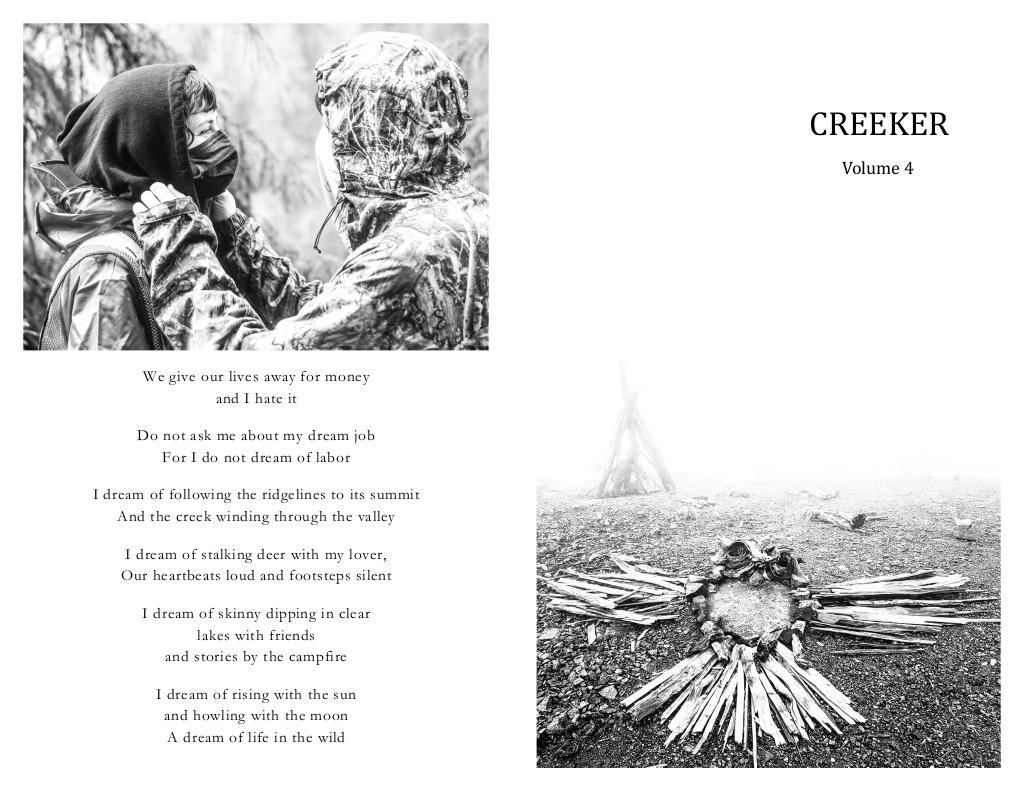 We give our lives away for money
and I hate it
Do not ask me about my dream job
For I do not dream of labor
I dream of following the ridgelines to its summit
And the creek winding through the valley
I dream of stalking deer with my lover,
Our heartbeats loud and footsteps silent
I dream of skinny dipping in clear
lakes with friends
and stories by the campfire
I dream of rising with the sun
and howling with the moon
A dream of life in the wild
CREEKER
Volume 4